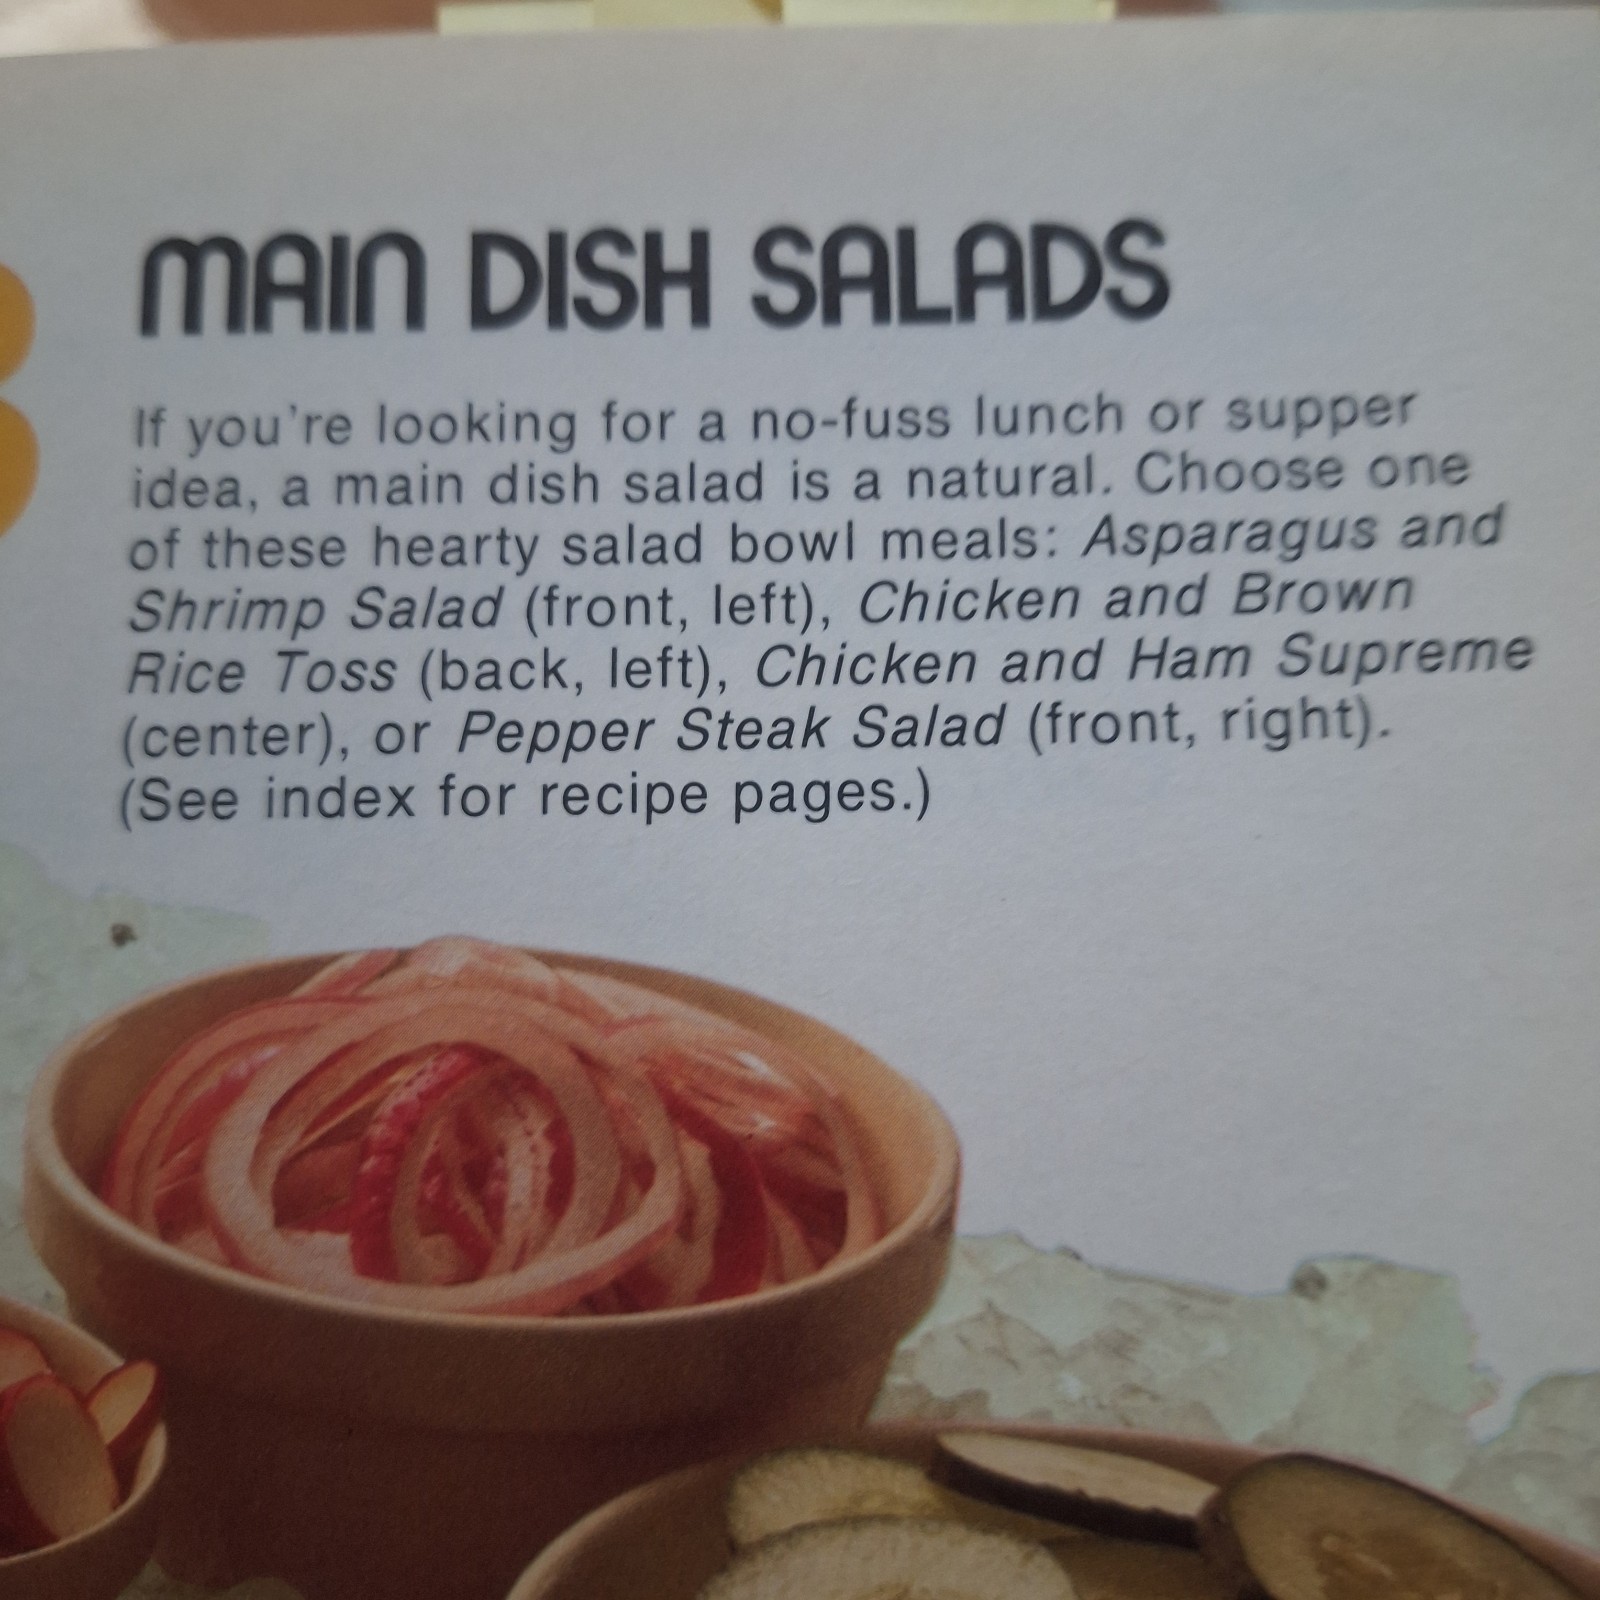 MAIN DISH SALADS
If you're looking for a no-fuss lunch or supper
idea, a main dish salad is a natural. Choose one
of these hearty salad bowl meals: Asparagus and
Shrimp Salad (front, left), Chicken and Brown
Rice Toss (back, left), Chicken and Ham Supreme
(center), or Pepper Steak Salad (front, right).
(See index for recipe pages.)